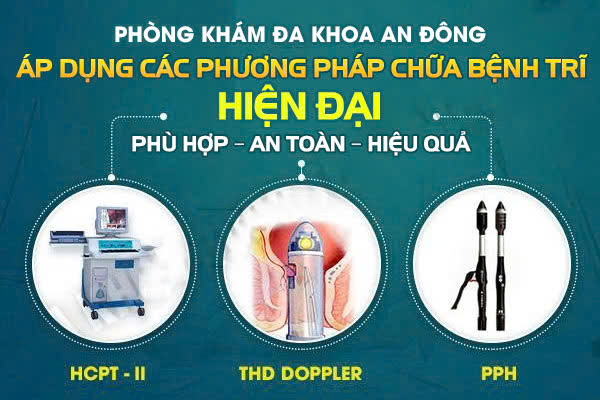 PHÒNG KHÁM ĐA KHOA AN ĐÔNG
ÁP DỤNG CÁC PHƯƠNG PHÁP CHỮA BỆNH TRĨ
HIỆN ĐẠI
PHÙ HỢP – AN TOÀN – HIỆU QUẢ
HCPT - II
THD DOPPLER
PPH